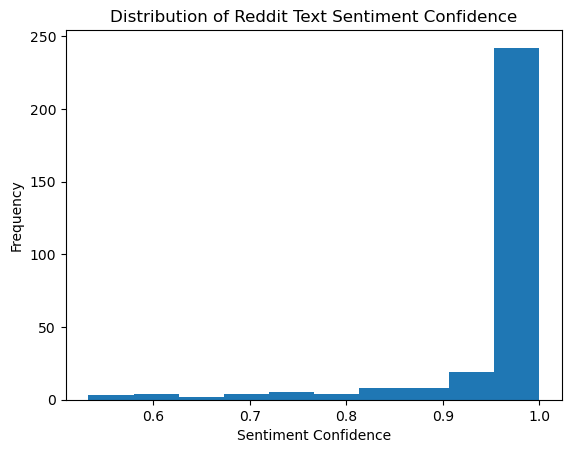 Distribution of Reddit Text Sentiment Confidence
250
200
150
100
50
0
Frequency
0.6 0.7 0.8 0.9 1.0
Sentiment Confidence